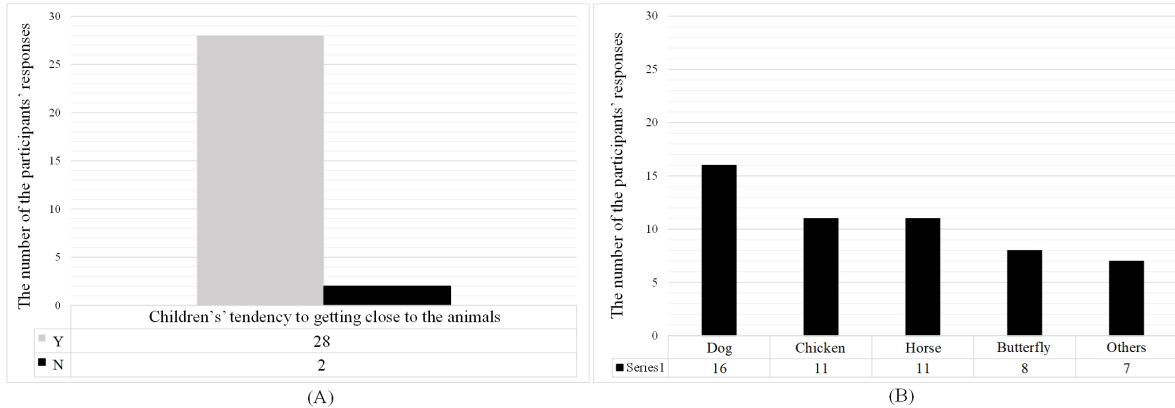 The number of the participants’ responses
30
25
20
15
10
5
0
Children’s’ tendency to getting close to the animals
Y 28
N 2
(A)
The number of the participants’ responses
30
25
20
15
10
5
0
Dog Chicken Horse Butterfly Others
Series1 16 11 11 8 7
(B)